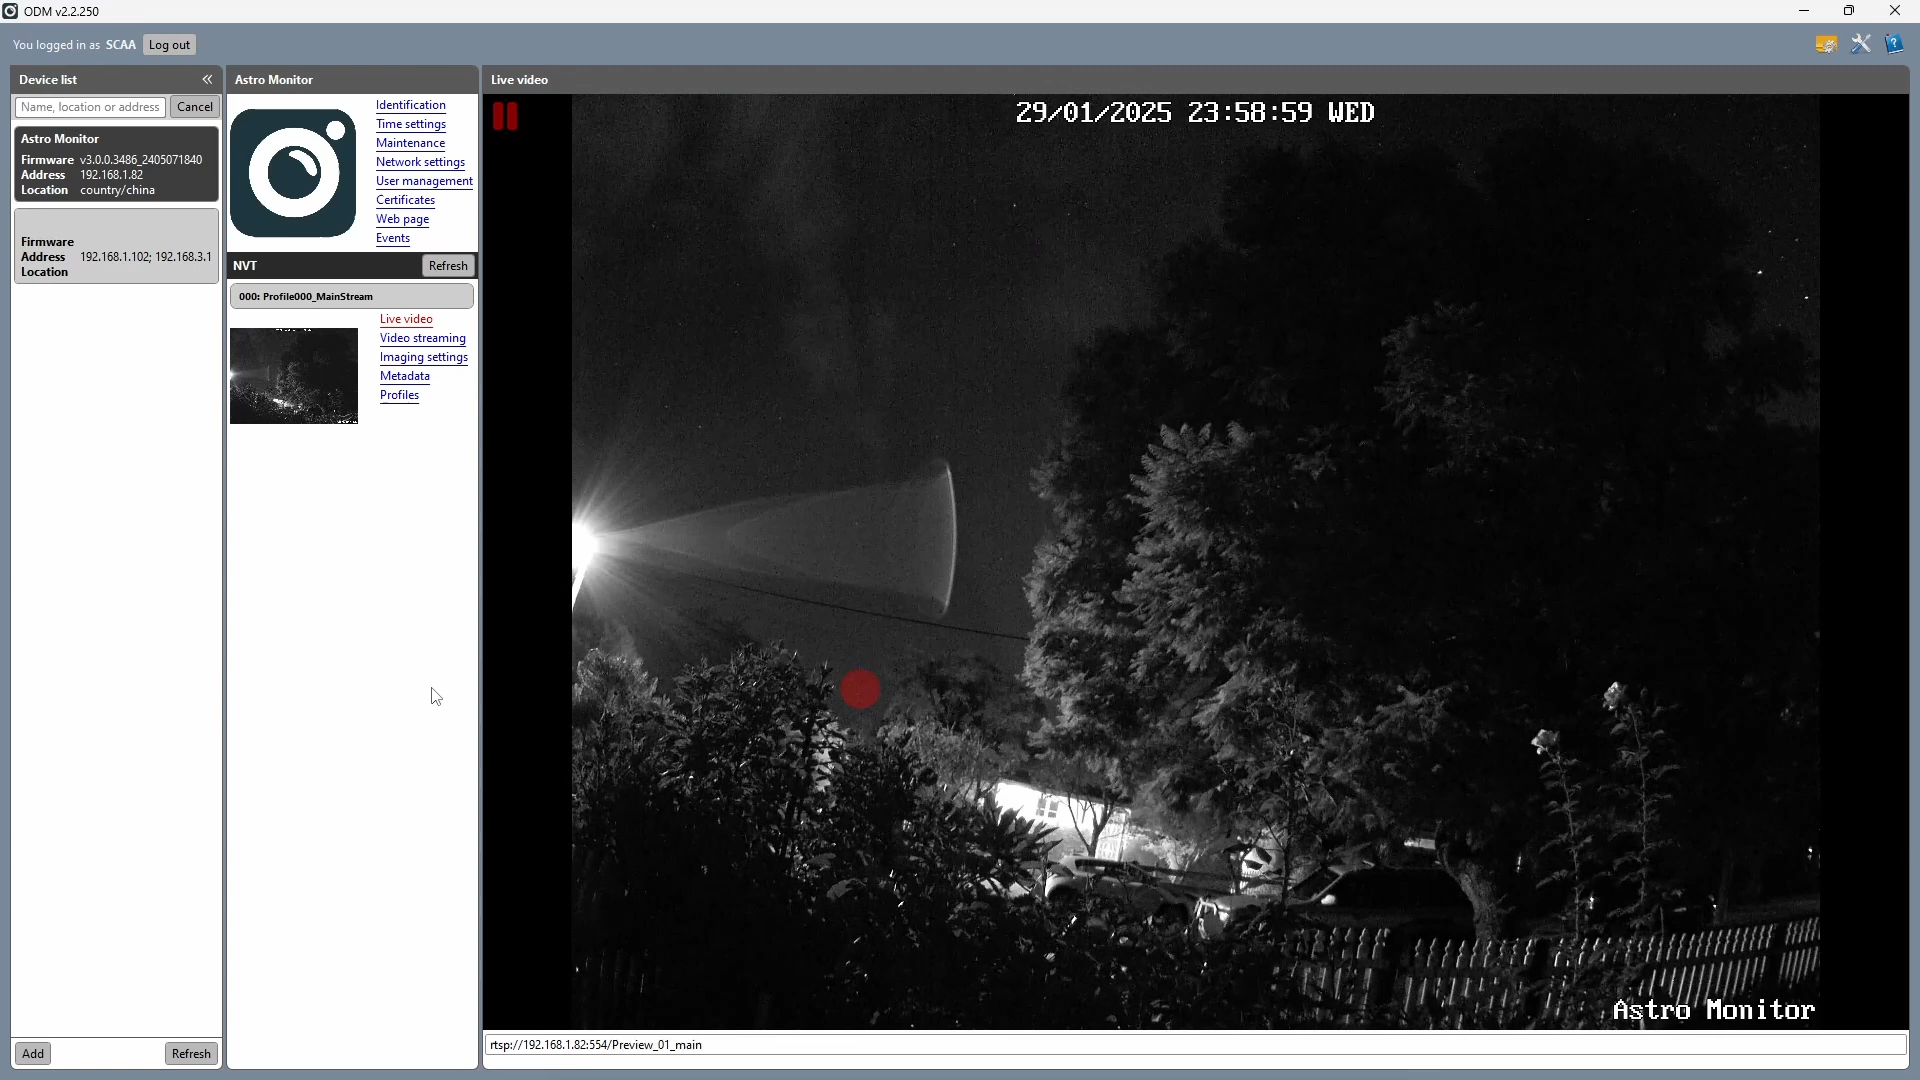 ODM v2.2.250
You logged in as SCAA Log out
Device list
Name, location or address Cancel
Astro Monitor
Firmware v3.0.0.3486_2405071840
Address 192.168.1.82
Location country/china
Firmware
Address 192.168.1.102; 192.168.3.1
Location
Add Refresh
Astro Monitor
Identification
Time settings
Maintenance
Network settings
User management
Certificates
Web page
Events
NVT Refresh
000: Profile000_MainStream
Live video
Video streaming
Imaging settings
Metadata
Profiles
Live video
29/01/2025 23:58:59 WED
Astro Monitor
rtsp://192.168.1.82:554/Preview_01_main